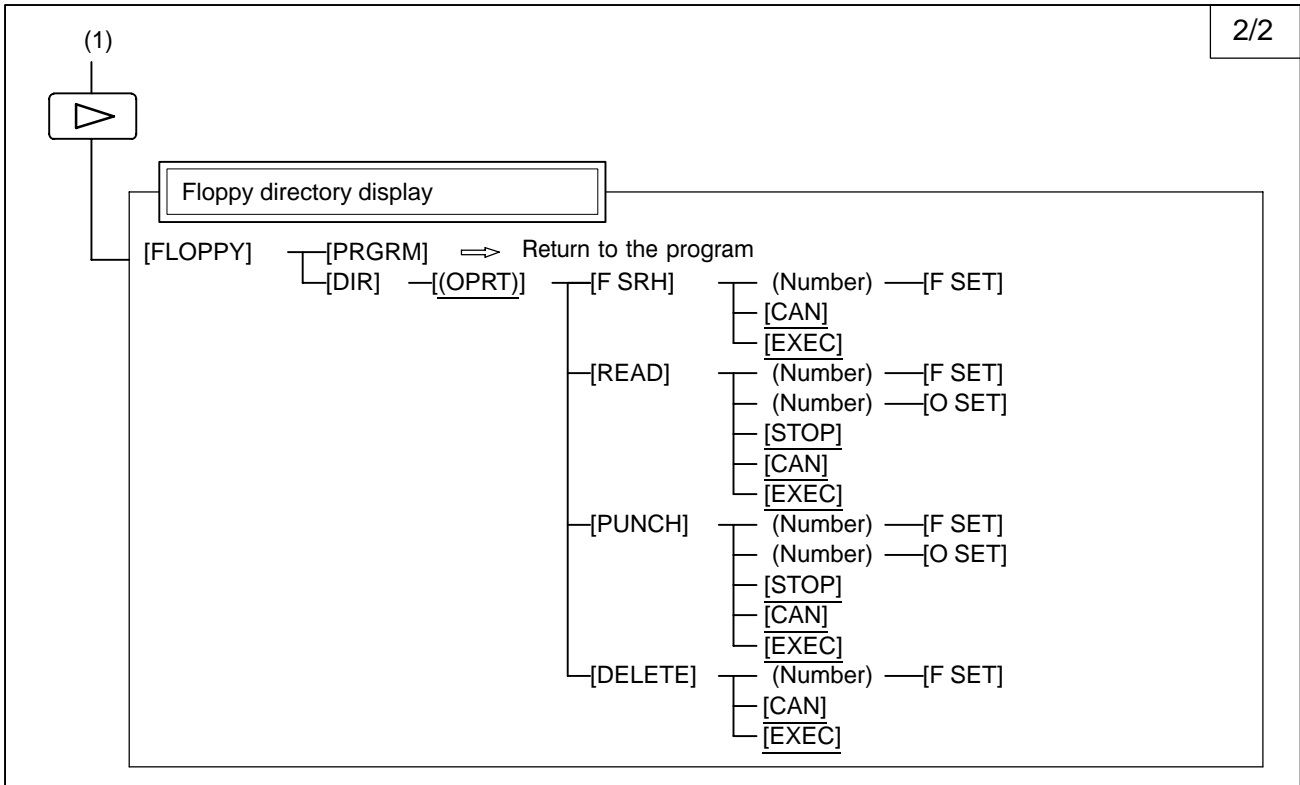 2/2
(1)
Floppy directory display
[FLOPPY] [PRGRM] Return to the program
[DIR] [(OPRT)] [F SRH] (Number) [F SET]
[CAN]
[EXEC]
[READ] (Number) [F SET]
(Number) [O SET]
[STOP]
[CAN]
[EXEC]
[PUNCH] (Number) [F SET]
(Number) [O SET]
[STOP]
[CAN]
[EXEC]
[DELETE] (Number) [F SET]
[CAN]
[EXEC]